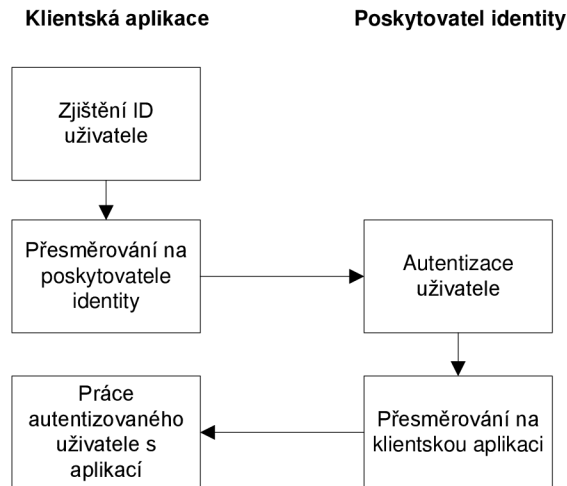 Klientská aplikace
Poskytovatel identity
Zjištění ID
uživatele
Přesměrování na
poskytovatele
identity
Autentizace
uživatele
Přesměrování na
klientskou aplikaci
Práce
autentizovaného
uživatele s
aplikací